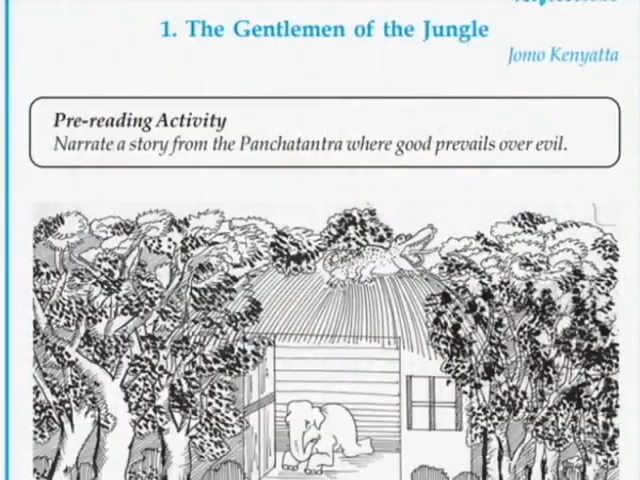 1. The Gentlemen of the Jungle
Jomo Kenyatta
Pre-reading Activity
Narrate a story from the Panchatantra where good prevails over evil.